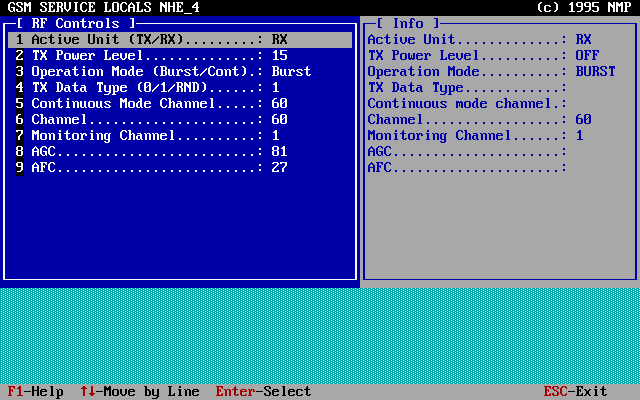 GSM SERVICE LOCALS NHE_4 (c) 1995 NMP
[ RF Controls ]
1 Active Unit (TX/RX).........: RX
2 TX Power Level..............: 15
3 Operation Mode (Burst/Cont).: Burst
4 TX Data Type (0/1/RND)......: 1
5 Continuous Mode Channel.....: 60
6 Channel.....................: 60
7 Monitoring Channel..........: 1
8 AGC.........................: 81
9 AFC.........................: 27
[ Info ]
Active Unit.............: RX
TX Power Level..........: OFF
Operation Mode..........: BURST
TX Data Type............:
Continuous mode channel.:
Channel.................: 60
Monitoring Channel......: 1
AGC.....................:
AFC.....................:
F1-Help ↑↓-Move by Line Enter-Select ESC-Exit